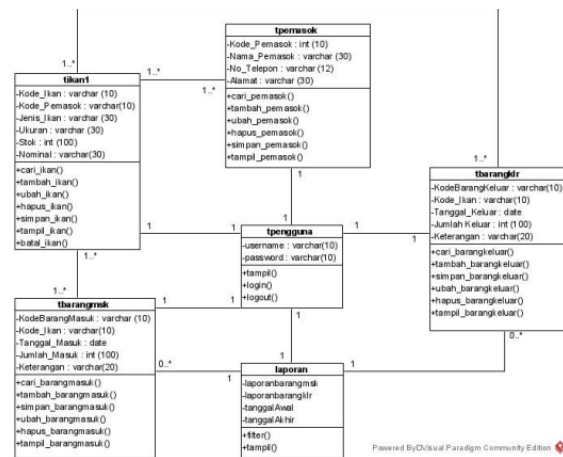 tpemasok
-Kode_Pemasok : int (10)
-Nama_Pemasok : varchar (30)
-No_Telepon : varchar (12)
-Alamat : varchar (30)
+cari_pemasok()
+tambah_pemasok()
+ubah_pemasok()
+hapus_pemasok()
+simpan_pemasok()
+tampil_pemasok()
1..*
1..*
1..*
1
tikan1
-Kode_Ikan : varchar (10)
-Kode_Pemasok : varchar(10)
-Jenis_Ikan : varchar (30)
-Ukuran : varchar (30)
-Stok : int (100)
-Nominal : varchar(30)
+cari_ikan()
+tambah_ikan()
+ubah_ikan()
+hapus_ikan()
+simpan_ikan()
+tampil_ikan()
+batal_ikan()
1
1
1..*
1..*
tpengguna
-username : varchar(10)
-password : varchar(10)
+tampil()
+login()
+logout()
1
1
1
1
1
1
1..*
tbarangklr
-KodeBarangKeluar : varchar(10)
-Kode_Ikan : varchar(10)
-Tanggal_Keluar : date
-Jumlah Keluar : int (100)
-Keterangan : varchar(20)
+cari_barangkeluar()
+tambah_barangkeluar()
+simpan_barangkeluar()
+ubah_barangkeluar()
+hapus_barangkeluar()
+tampil_barangkeluar()
0..*
tbarangmsk
-KodeBarangMasuk : varchar (10)
-Kode_Ikan : varchar(10)
-Tanggal_Masuk : date
-Jumlah_Masuk : int (100)
-Keterangan : varchar(20)
+cari_barangmasuk()
+tambah_barangmasuk()
+simpan_barangmasuk()
+ubah_barangmasuk()
+hapus_barangmasuk()
+tampil_barangmasuk()
0..*
1
1
laporan
-laporanbarangmsk
-laporanbarangklr
-tanggalAwal
-tanggalAkhir
+filter()
+tampil()
Powered By Visual Paradigm Community Edition